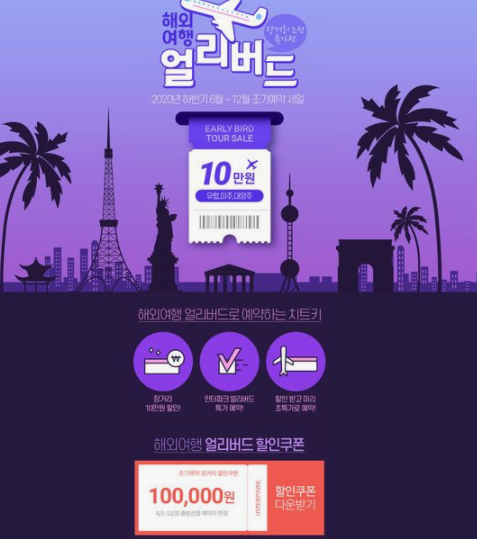 해외
여행
얼리버드
장거리 노선
특가전
2020년 하반기 6월 ~ 12월 조기예약 세일
EARLY BIRD
TOUR SALE
10만원
유럽,미주,대양주
해외여행 얼리버드로 예약하는 치트키
장거리
10만원 할인!
인터파크 얼리버드
특가 예약!
할인 받고 미리
초특가로 예약!
해외여행 얼리버드 할인쿠폰
조기예약 장거리 할인쿠폰
100,000원
6/1~12/31 출발상품 예약자 한정
INTERPARK
할인쿠폰
다운받기